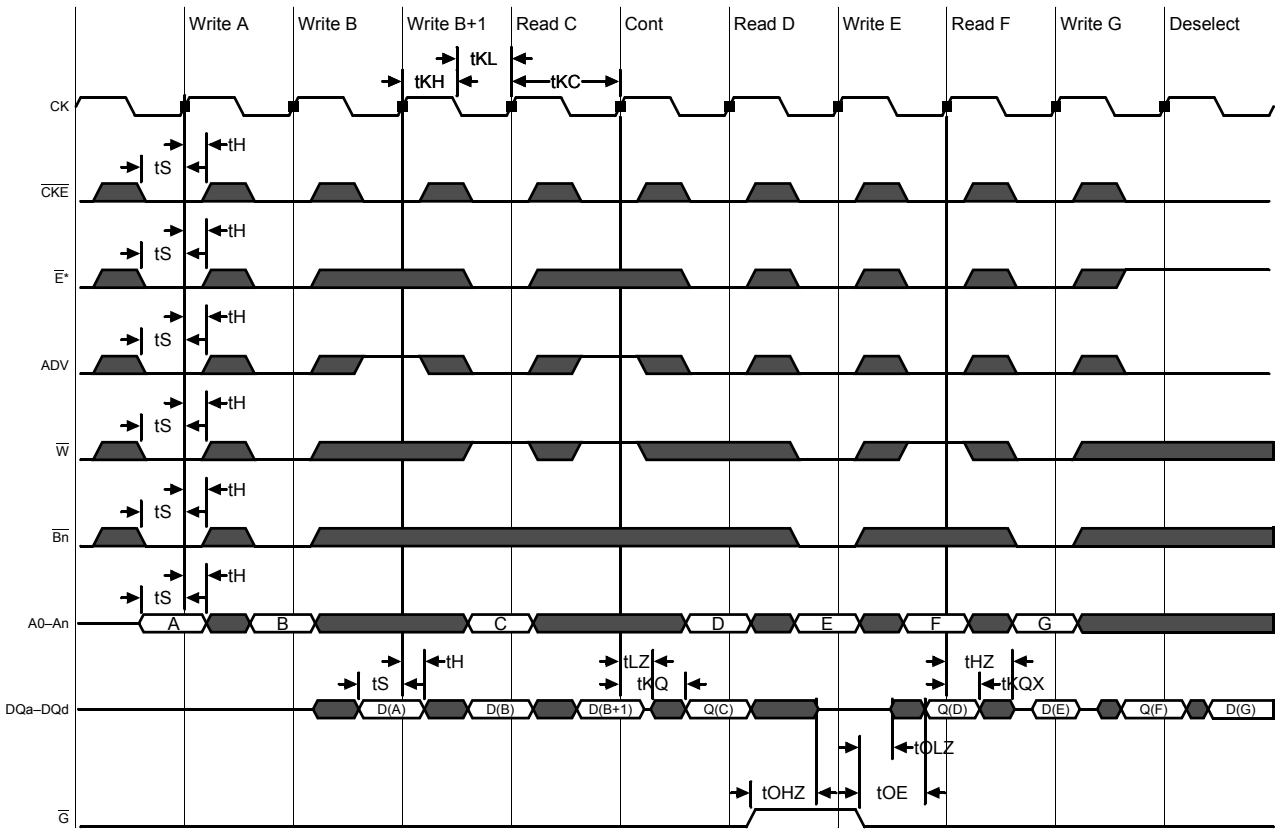 Write A Write B Write B+1 Read C Cont Read D Write E Read F Write G Deselect
tKL
tKH tKC
CK
tH
tS
CKE
tH
tS
E*
tH
tS
ADV
tH
tS
W
tH
tS
Bn
tH
tS
A0–An A B C D E F G
tH tLZ tHZ
tS tKQ tKQX
DQa–DQd D(A) D(B) D(B+1) Q(C) Q(D) D(E) Q(F) D(G)
tOLZ
tOHZ tOE
G